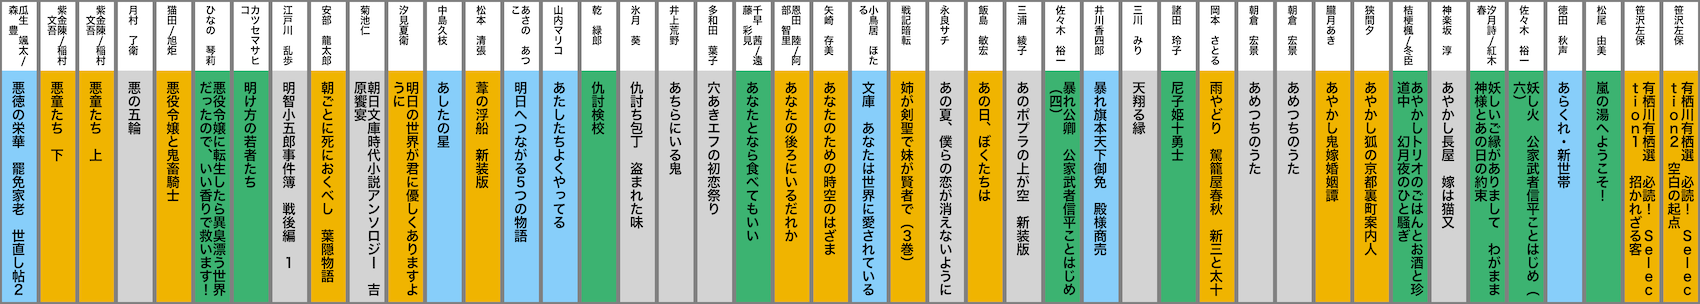 笹沢左保
有栖川有栖選　必読！　Selec
tion2　空白の起点
笹沢左保
有栖川有栖選　必読！　Selec
tion1　招かれざる客
松尾　由美
嵐の湯へようこそ！
徳田　秋声
あらくれ・新世帯
佐々木　裕一
妖し火　公家武者信平ことはじめ（
六）
汐月詩/紅木
春
妖しいご縁がありまして　わがまま
神様とあの日の約束
神楽坂　淳
あやかし長屋　嫁は猫又
桔梗楓/冬臣
あやかしトリオのごはんとお酒と珍
道中　幻月夜のひと騒ぎ
狭間夕
あやかし狐の京都裏町案内人
朧月あき
あやかし鬼嫁婚姻譚
朝倉　宏景
あめつちのうた
朝倉　宏景
あめつちのうた
岡本　さとる
雨やどり　駕籠屋春秋　新三と太十
諸田　玲子
尼子姫十勇士
三川　みり
天翔る縁
井川香四郎
暴れ旗本天下御免　殿様商売
佐々木　裕一
暴れ公卿　公家武者信平ことはじめ
（四）
三浦　綾子
あのポプラの上が空　新装版
飯島　敏宏
あの日、ぼくたちは
永良サチ
あの夏、僕らの恋が消えないように
戦記暗転
姉が剣聖で妹が賢者で（３巻）
小鳥居　ほた
る
文庫　あなたは世界に愛されている
矢崎　存美
あなたのための時空のはざま
恩田　陸/阿
部　智里
あなたの後ろにいるだれか
千早　茜/遠
藤　彩見
あなたとなら食べてもいい
多和田　葉子
穴あきエフの初恋祭り
井上荒野
あちらにいる鬼
氷月　葵
仇討ち包丁　盗まれた味
乾　緑郎
仇討検校
山内マリコ
あたしたちよくやってる
あさの　あつ
こ
明日へつながる５つの物語
松本　清張
葦の浮船　新装版
中島久枝
あしたの星
汐見夏衛
明日の世界が君に優しくありますよ
うに
菊池仁
朝日文庫時代小説アンソロジー　吉
原饗宴
安部　龍太郎
朝ごとに死におくべし　葉隠物語
江戸川　乱歩
明智小五郎事件簿　戦後編　１
カツセマサヒ
コ
明け方の若者たち
ひなの　琴莉
悪役令嬢に転生したら異臭漂う世界
だったので、いい香りで救います！
猫田/旭炬
悪役令嬢と鬼畜騎士
月村　了衛
悪の五輪
紫金陳/稲村
文吾
悪童たち　上
紫金陳/稲村
文吾
悪童たち　下
瓜生　颯太/
森　豊
悪徳の栄華　罷免家老　世直し帖２